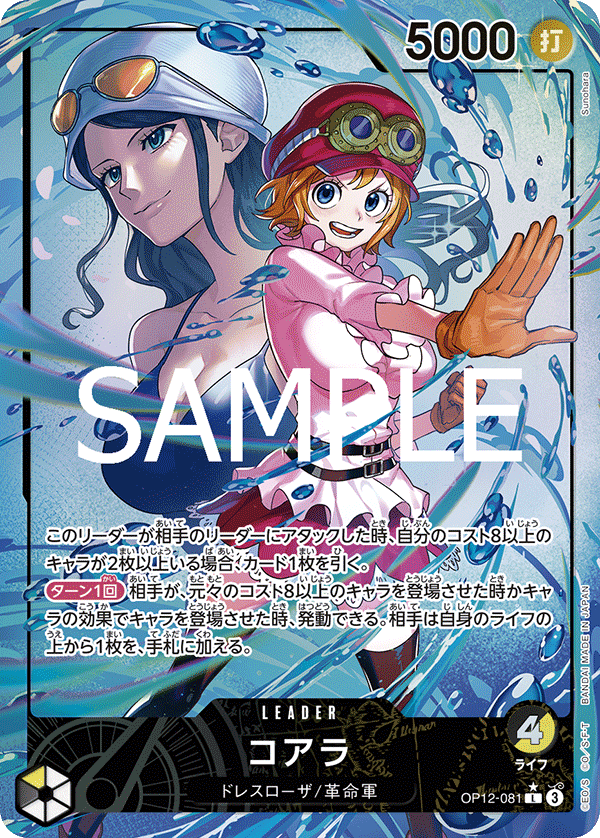 5000 打
Sunohara
SAMPLE
このリーダーが相手のリーダーにアタックした時、自分のコスト8以上の
キャラが2枚以上いる場合、カード1枚を引く。
ターン1回 相手が、元々のコスト8以上のキャラを登場させた時かキャ
ラの効果でキャラを登場させた時、発動できる。相手は自身のライフの
上から1枚を、手札に加える。
LEADER
コアラ
ドレスローザ/革命軍
4
ライフ
OP12-081 L 3
©E.O/S ©O/S・F・T BANDAI MADE IN JAPAN